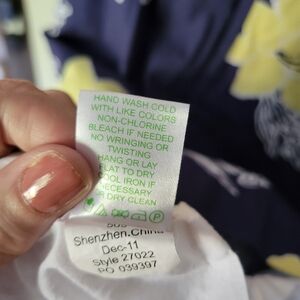 HAND WASH COLD
WITH LIKE COLORS
NON-CHLORINE
BLEACH IF NEEDED
NO WRINGING OR
TWISTING
HANG OR LAY
FLAT TO DRY
COOL IRON IF
NECESSARY
OR DRY CLEAN
Shenzhen.China
Dec-11
Style 27022
PO 039397